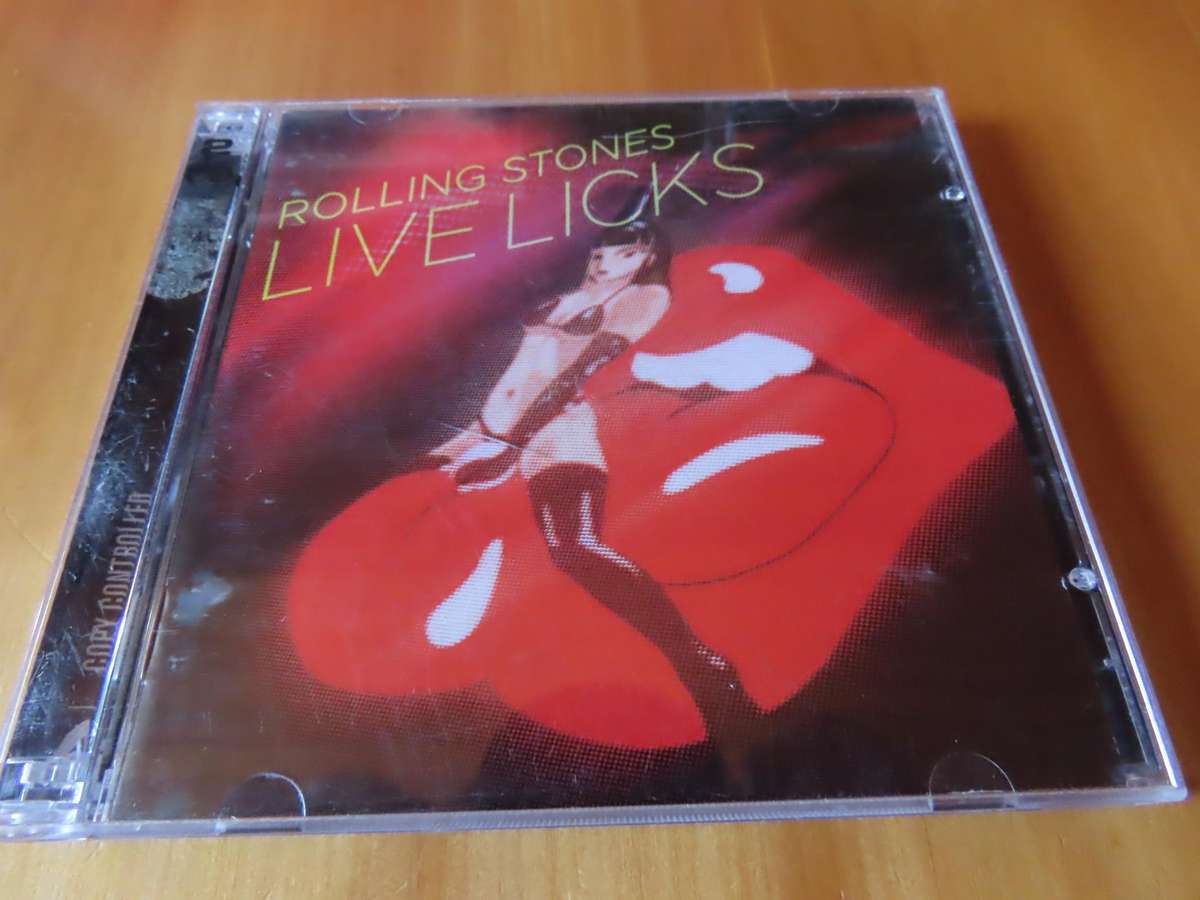 ROLLING STONES
LIVE LICKS
COPY CONTROLLED